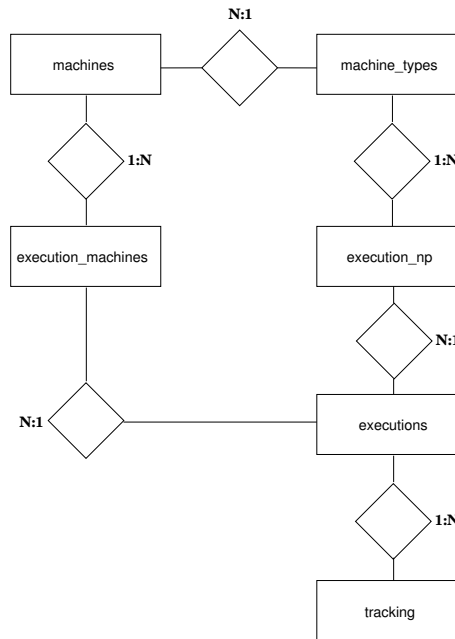 N:1
machines
machine_types
1:N
1:N
execution_machines
execution_np
N:1
N:1
executions
1:N
tracking